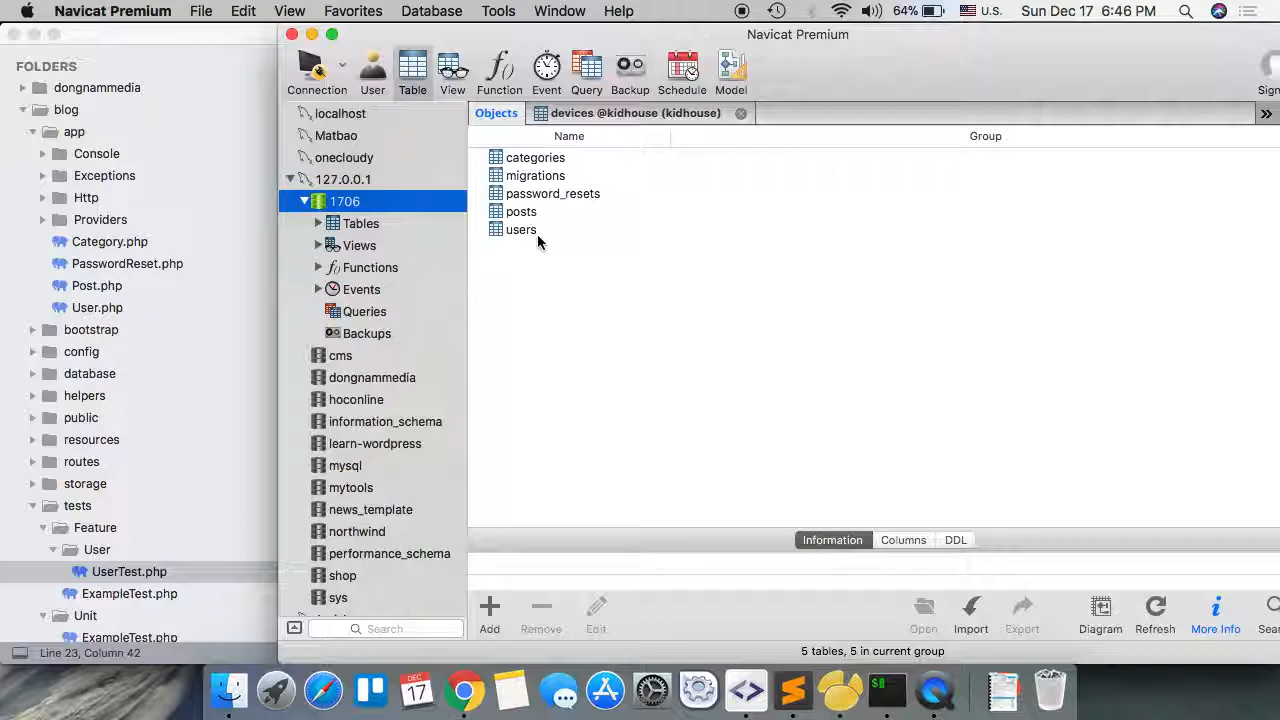 Navicat Premium File Edit View Favorites Database Tools Window Help 64% U.S. Sun Dec 17 6:46 PM
Navicat Premium
Connection User Table View Function Event Query Backup Schedule Model
Objects devices @kidhouse (kidhouse)
Name Group
categories
migrations
password_resets
posts
users
FOLDERS
dongnammedia
blog
app
Console
Exceptions
Http
Providers
Category.php
PasswordReset.php
Post.php
User.php
bootstrap
config
database
helpers
public
resources
routes
storage
tests
Feature
User
UserTest.php
ExampleTest.php
Unit
ExampleTest.php
Line 23, Column 42
localhost
Matbao
onecloudy
127.0.0.1
1706
Tables
Views
Functions
Events
Queries
Backups
cms
dongnammedia
hoconline
information_schema
learn-wordpress
mysql
mytools
news_template
northwind
performance_schema
shop
sys
Search
Information Columns DDL
Add Remove Edit Open Import Export Diagram Refresh More Info
5 tables, 5 in current group
DEC
17